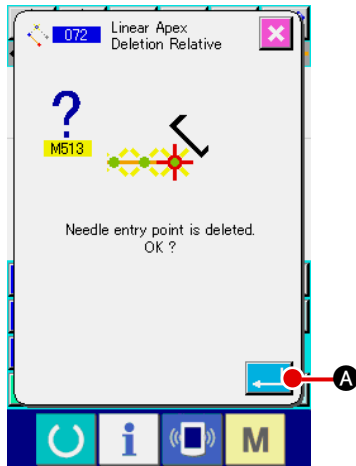 072 Linear Apex
Deletion Relative
?
M513
Needle entry point is deleted.
OK ?
A
i M